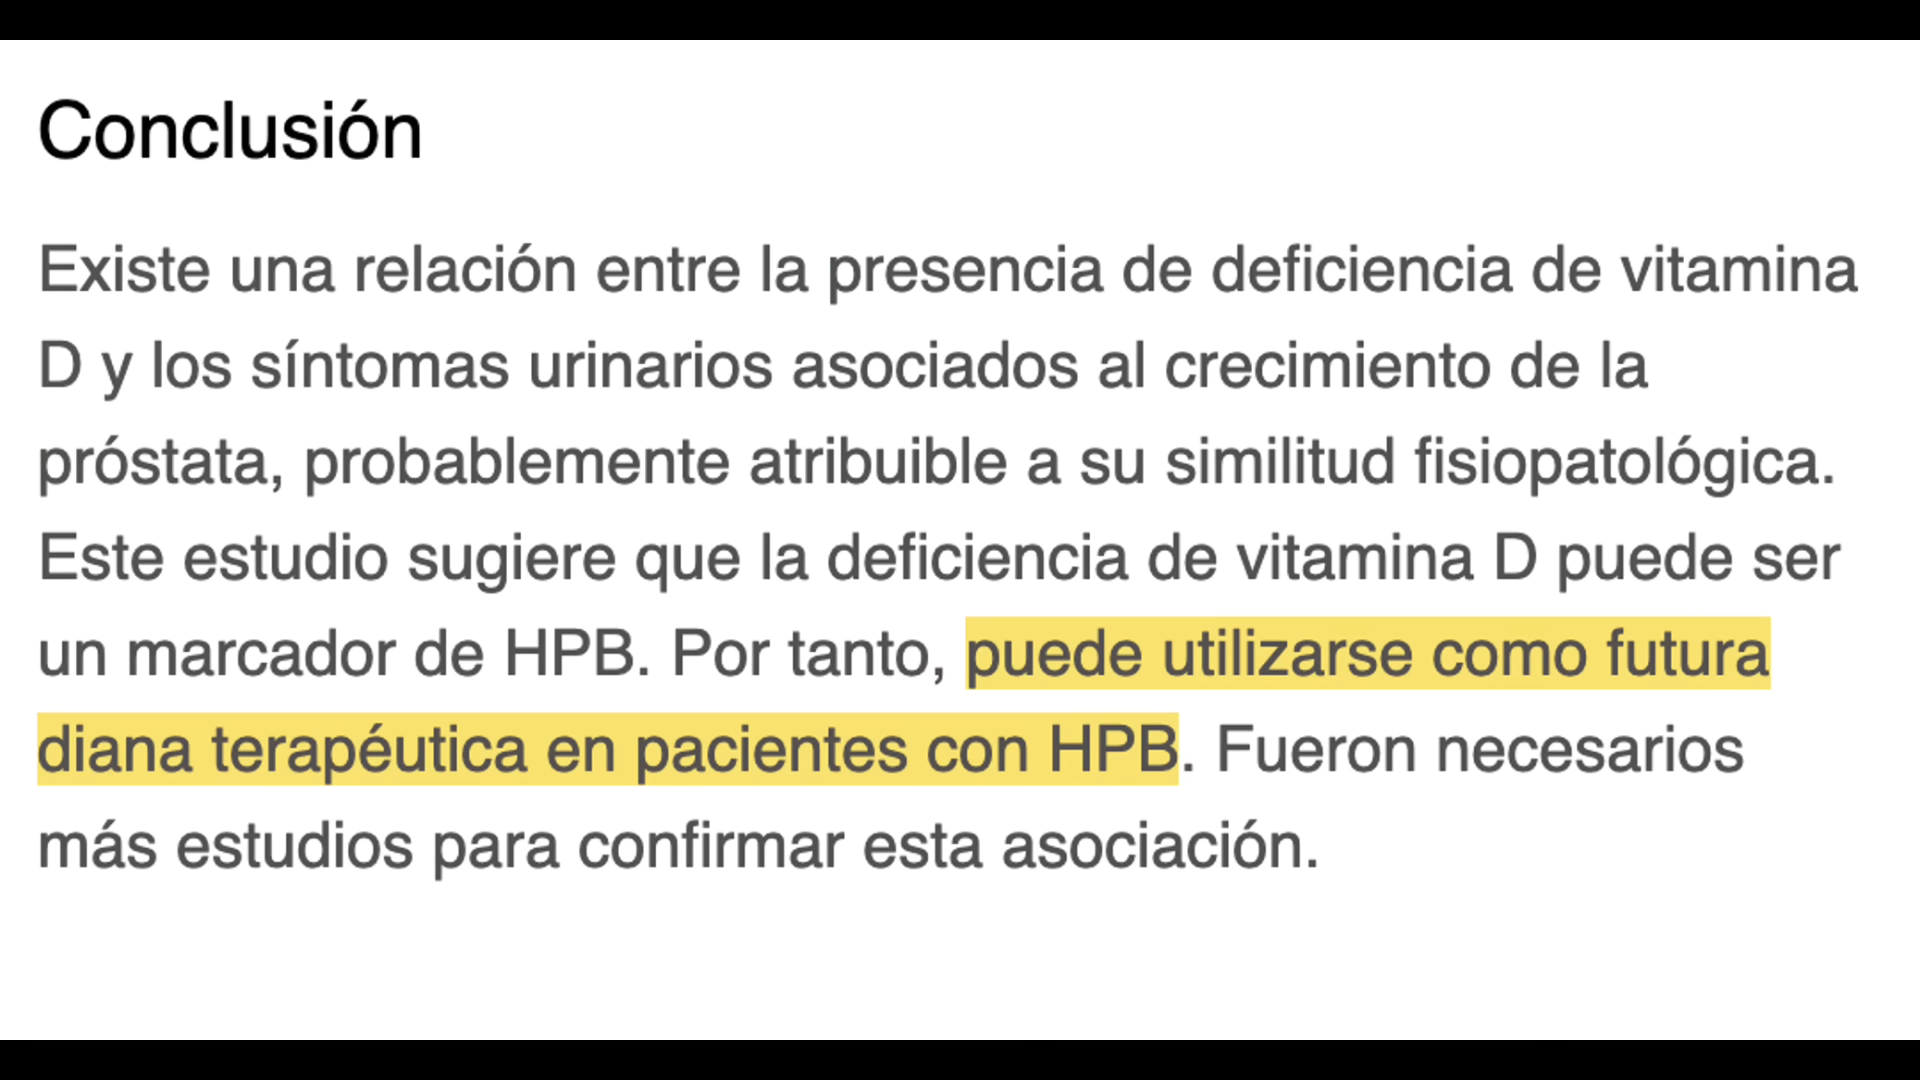 Conclusión
Existe una relación entre la presencia de deficiencia de vitamina
D y los síntomas urinarios asociados al crecimiento de la
próstata, probablemente atribuible a su similitud fisiopatológica.
Este estudio sugiere que la deficiencia de vitamina D puede ser
un marcador de HPB. Por tanto, puede utilizarse como futura
diana terapéutica en pacientes con HPB. Fueron necesarios
más estudios para confirmar esta asociación.